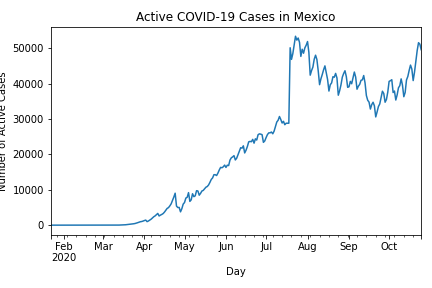 Active COVID-19 Cases in Mexico
Number of Active Cases
50000
40000
30000
20000
10000
0
Feb Mar Apr May Jun Jul Aug Sep Oct
2020
Day